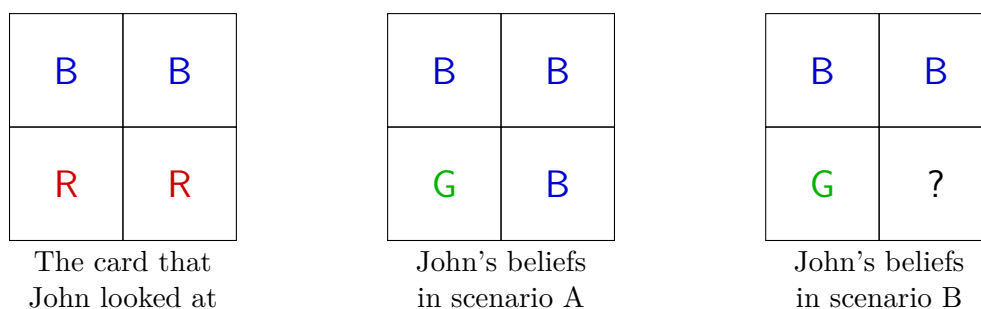 B B B B B B
R R G B G ?
The card that John's beliefs John's beliefs
John looked at in scenario A in scenario B